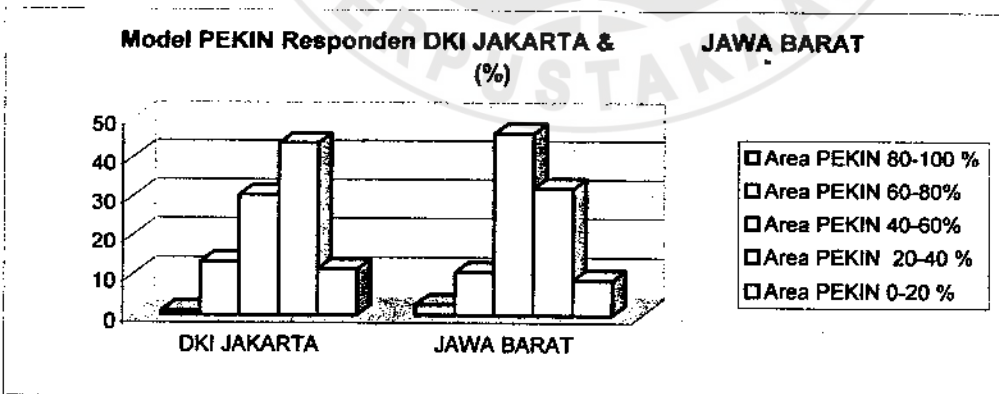 Model PEKIN Responden DKI JAKARTA & JAWA BARAT
(%)
ERPUSTAKA
50
40
30
20
10
0
DKI JAKARTA JAWA BARAT
Area PEKIN 80-100 %
Area PEKIN 60-80%
Area PEKIN 40-60%
Area PEKIN 20-40 %
Area PEKIN 0-20 %